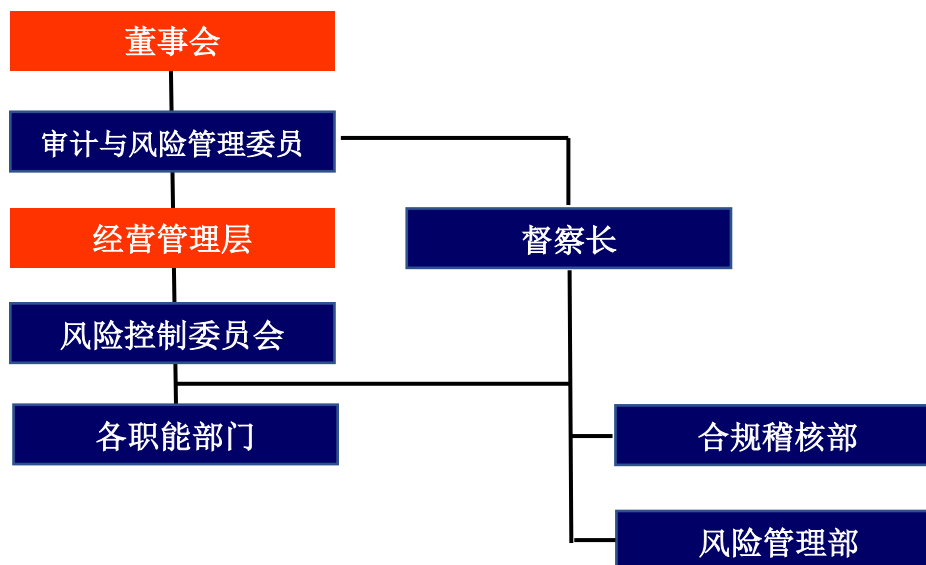 董事会
审计与风险管理委员
经营管理层
督察长
风险控制委员会
各职能部门
合规稽核部
风险管理部